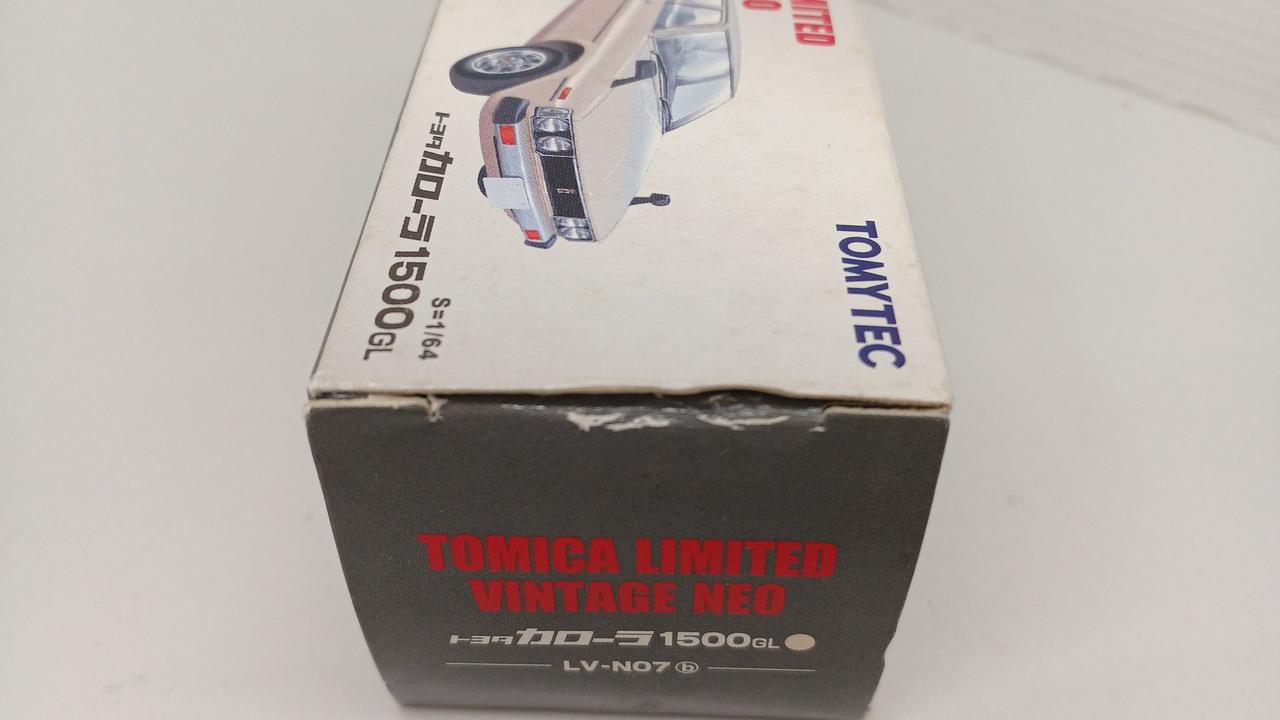 トヨタカローラ1500GL
S=1/64
TOMYTEC
TOMICA LIMITED
VINTAGE NEO
トヨタカローラ1500GL
LV-N07ⓑ